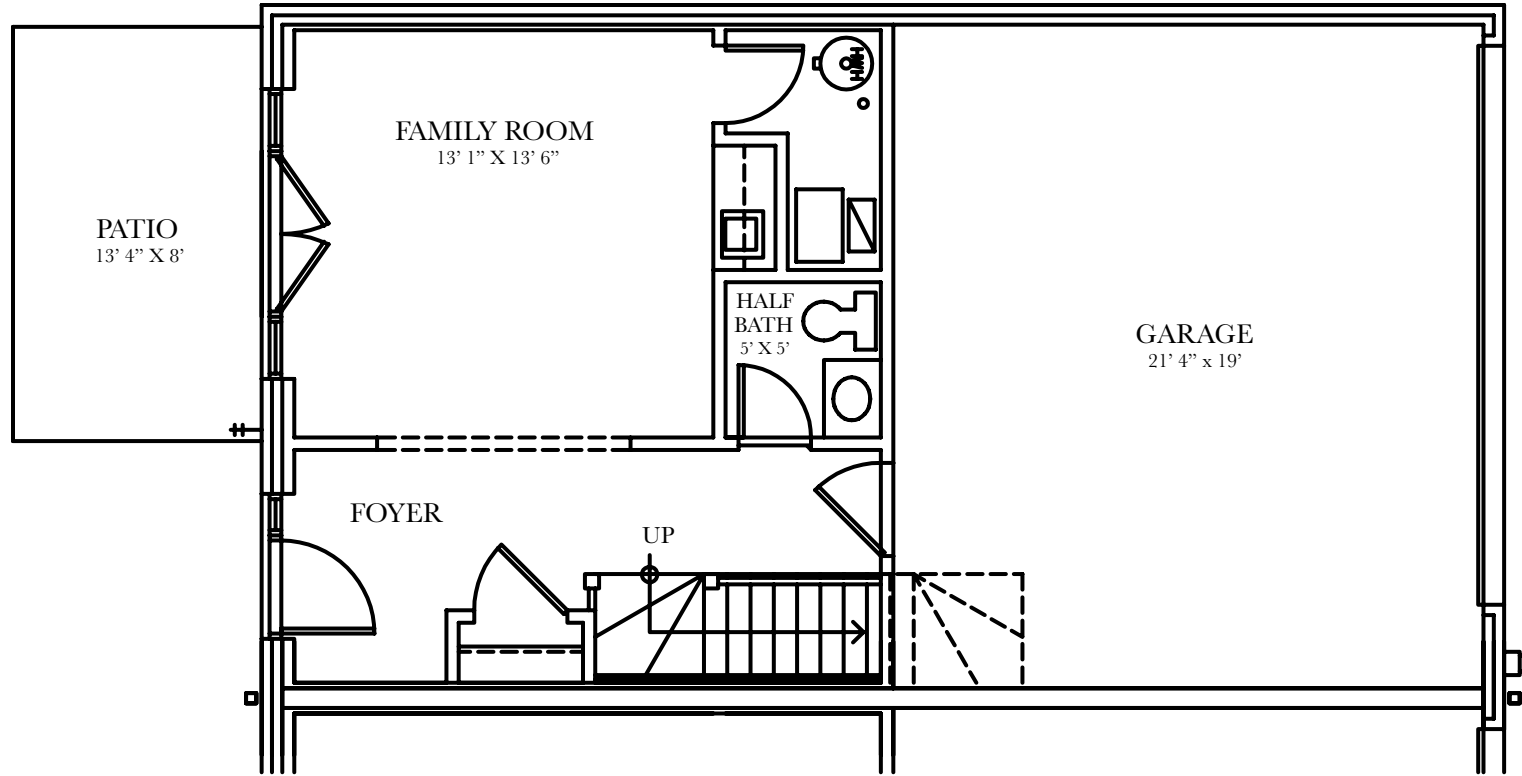 HWH
FAMILY ROOM
13’ 1” X 13’ 6”
PATIO
13’ 4” X 8’
HALF
BATH
5’ X 5’
GARAGE
21’ 4” x 19’
FOYER
UP